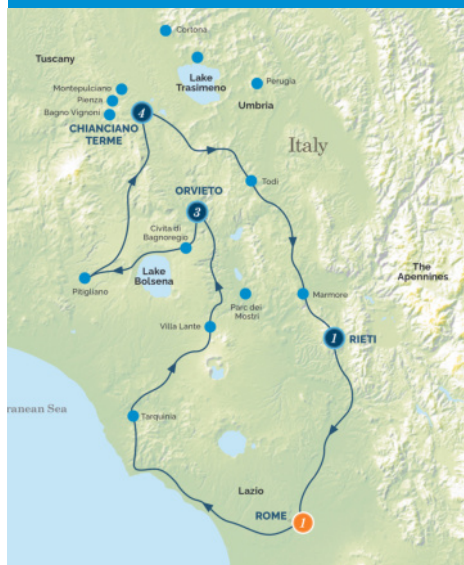 Cortona
Tuscany
Lake
Trasimeno
Perugia
Montepulciano
Pienza
Bagno Vignoni
Umbria
4
CHIANCIANO
TERME
Italy
ORVIETO
Todi
3
Civita di
Bagnoregio
Lake
Bolsena
The
Apennines
Pitigliano
Parc dei
Mostri
Marmore
Villa Lante
1
RIETI
ranean Sea
Tarquinia
Lazio
ROME
1